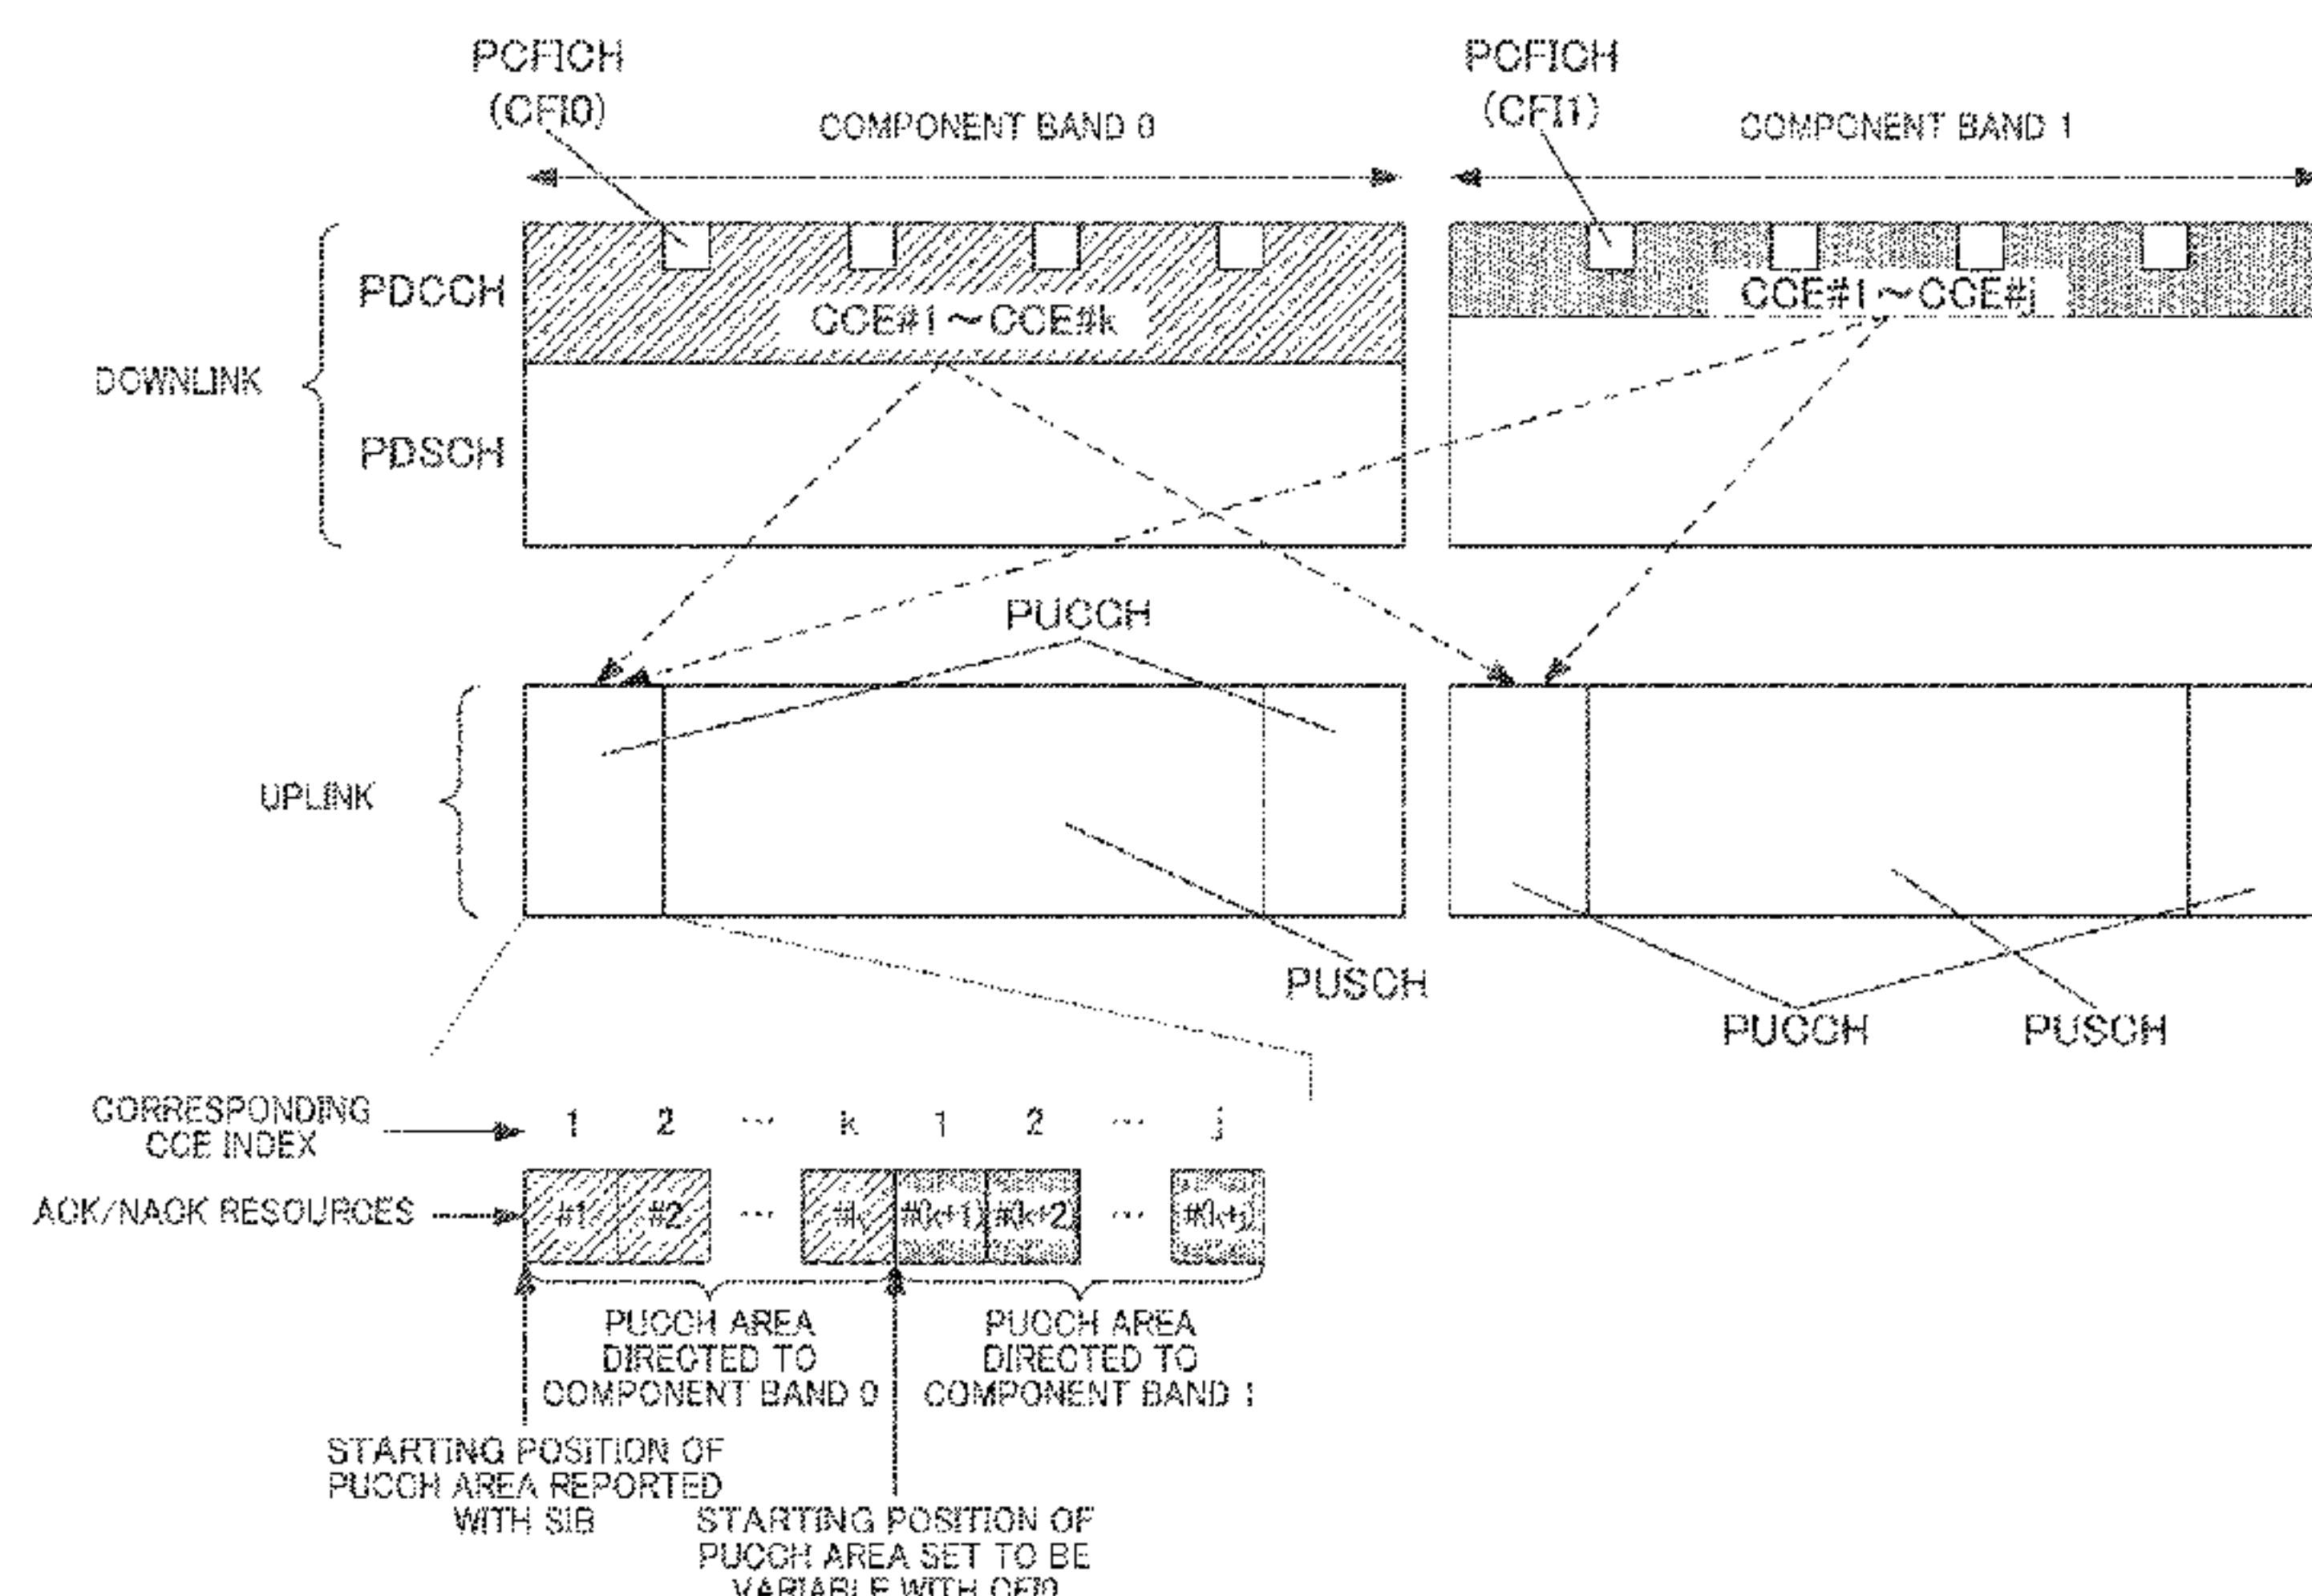 PCFICH
(CFI0)
COMPONENT BAND 0
PCFICH
(CFI1)
COMPONENT BAND 1
PDCCH
CCE#1~CCE#k
CCE#1~CCE#j
DOWNLINK
PDSCH
PUCCH
UPLINK
PUSCH
PUCCH
PUSCH
CORRESPONDING
CCE INDEX
1 2 ... k 1 2 ... j
ACK/NACK RESOURCES
#1 #2 ... #k #(k+1) #(k+2) ... #(k+j)
PUCCH AREA
DIRECTED TO
COMPONENT BAND 0
PUCCH AREA
DIRECTED TO
COMPONENT BAND 1
STARTING POSITION OF
PUCCH AREA REPORTED
WITH SIB
STARTING POSITION OF
PUCCH AREA SET TO BE
VARIABLE WITH CFI0